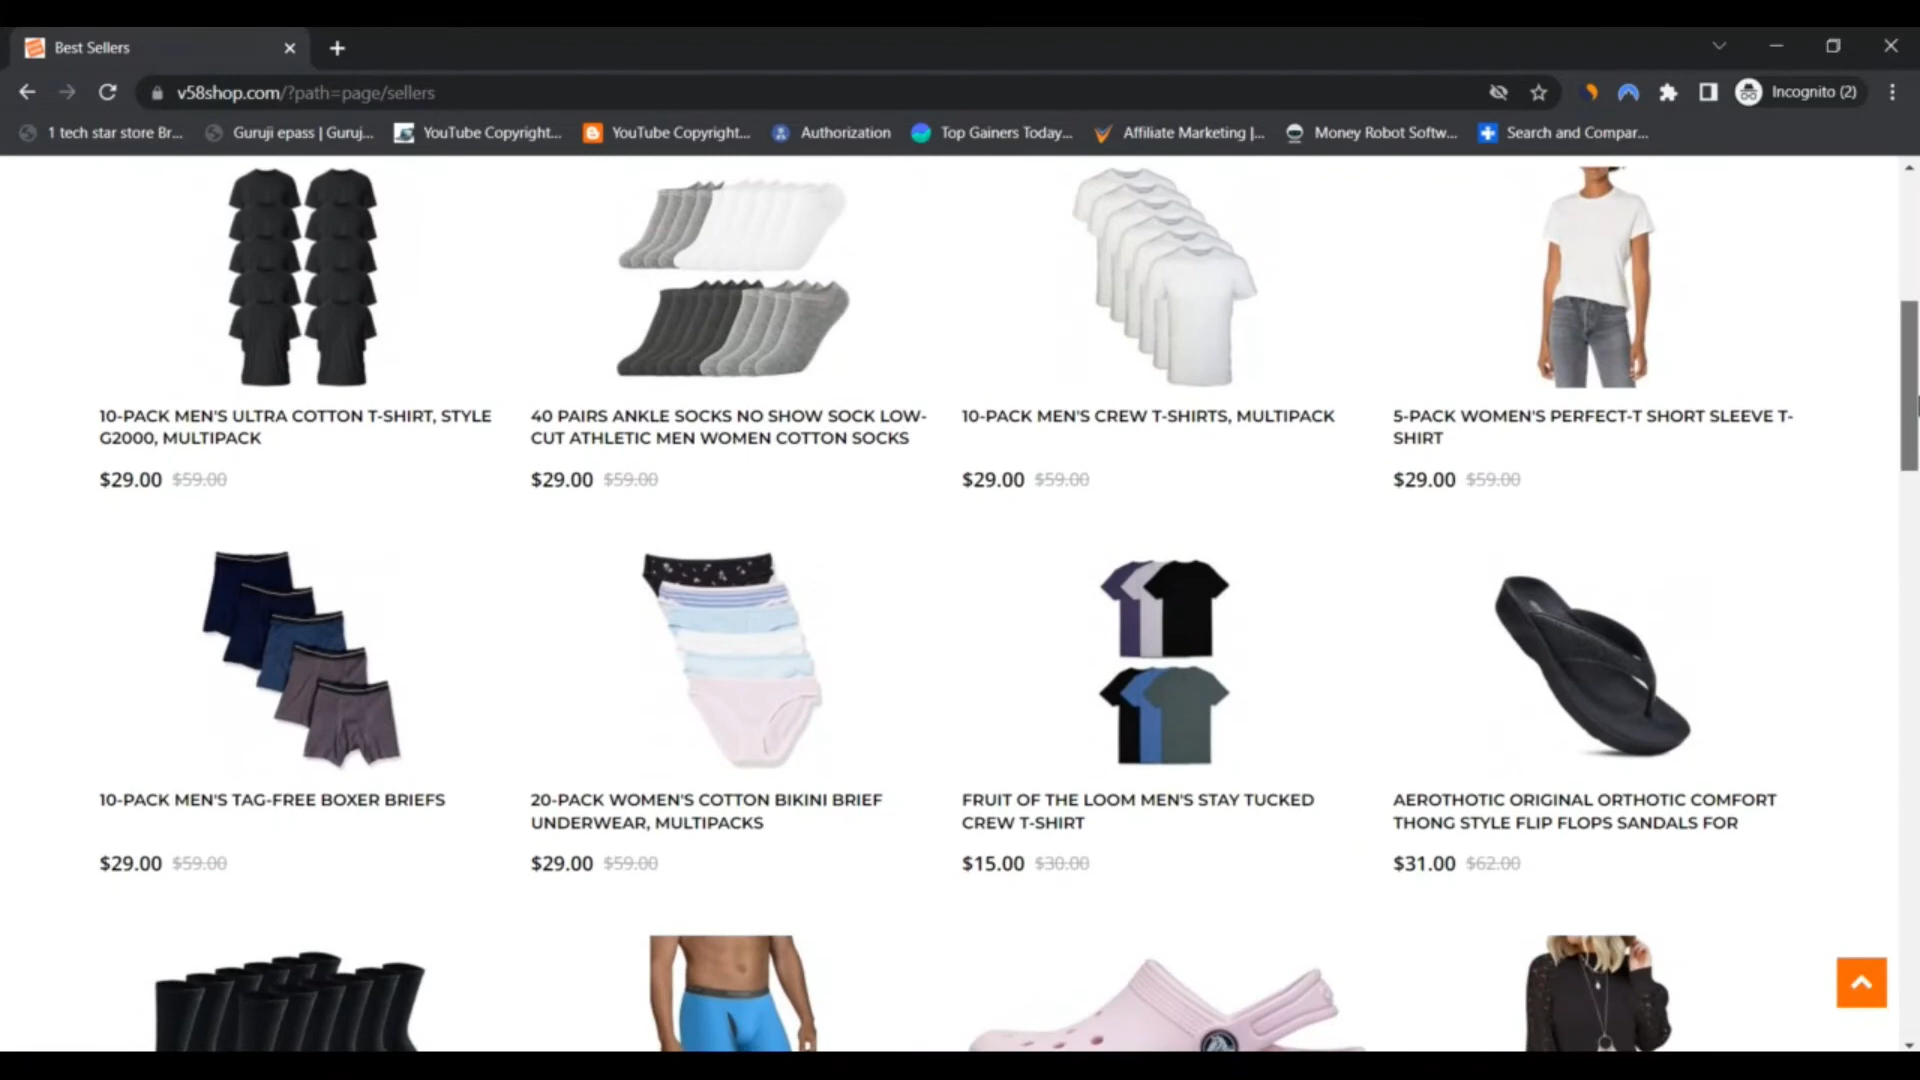 Best Sellers
v58shop.com/?path=page/sellers
Incognito (2)
1 tech star store Br...
Guruji epass | Guruj...
YouTube Copyright...
YouTube Copyright...
Authorization
Top Gainers Today...
Affiliate Marketing |...
Money Robot Softw...
Search and Compar...
10-PACK MEN'S ULTRA COTTON T-SHIRT, STYLE
G2000, MULTIPACK
$29.00 $59.00
40 PAIRS ANKLE SOCKS NO SHOW SOCK LOW-
CUT ATHLETIC MEN WOMEN COTTON SOCKS
$29.00 $59.00
10-PACK MEN'S CREW T-SHIRTS, MULTIPACK
$29.00 $59.00
5-PACK WOMEN'S PERFECT-T SHORT SLEEVE T-
SHIRT
$29.00 $59.00
10-PACK MEN'S TAG-FREE BOXER BRIEFS
$29.00 $59.00
20-PACK WOMEN'S COTTON BIKINI BRIEF
UNDERWEAR, MULTIPACKS
$29.00 $59.00
FRUIT OF THE LOOM MEN'S STAY TUCKED
CREW T-SHIRT
$15.00 $30.00
AEROTHOTIC ORIGINAL ORTHOTIC COMFORT
THONG STYLE FLIP FLOPS SANDALS FOR
$31.00 $62.00